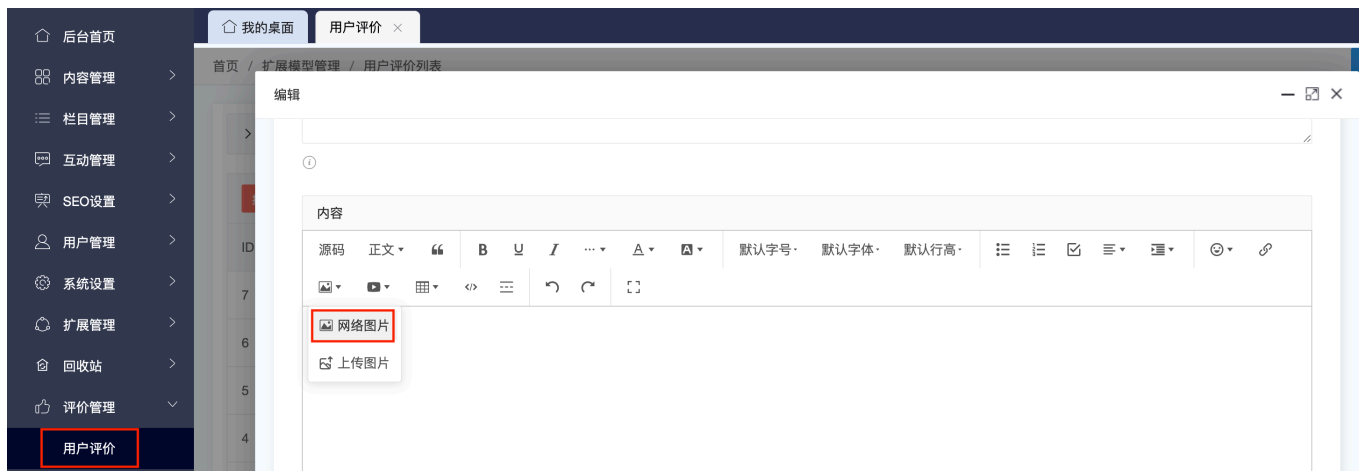 后台首页
内容管理
栏目管理
互动管理
SEO设置
用户管理
系统设置
扩展管理
回收站
评价管理
用户评价
我的桌面 用户评价
首页 / 扩展模型管理 / 用户评价列表
编辑
ID
7
6
5
4
内容
源码 正文 B U I A A 默认字号 默认字体 默认行高
网络图片
上传图片